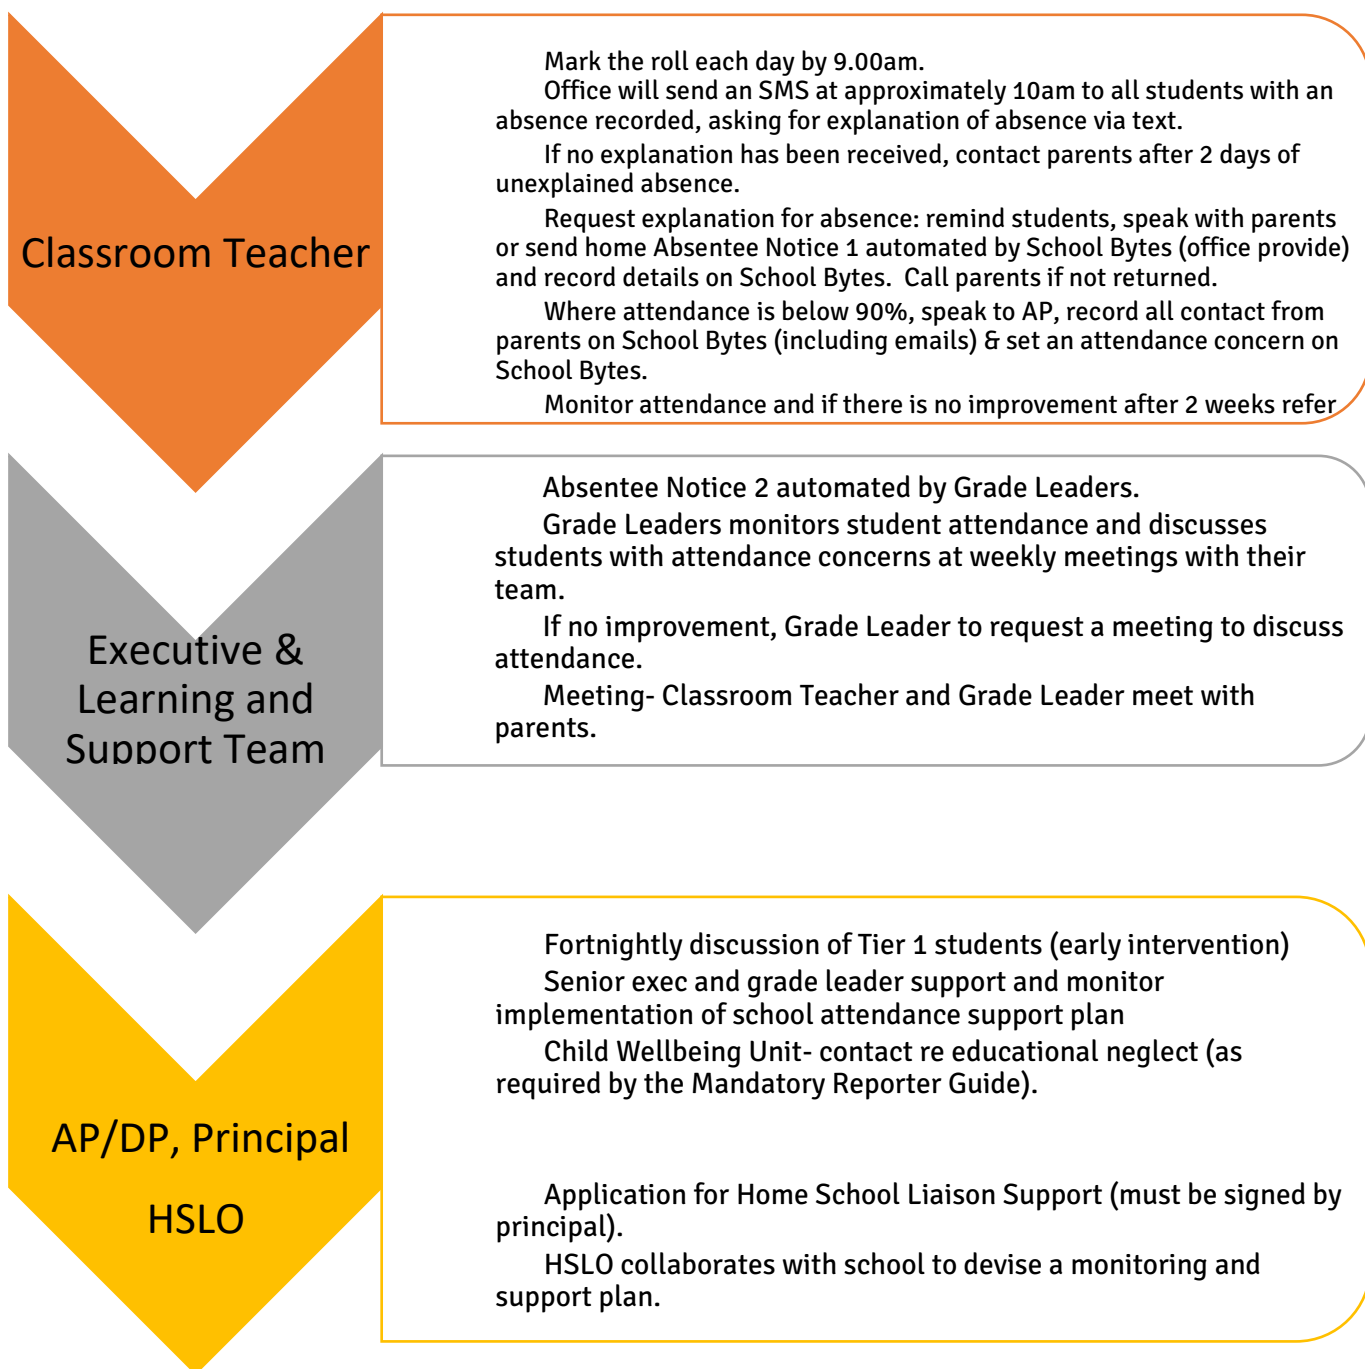 Classroom Teacher
Mark the roll each day by 9.00am.
Office will send an SMS at approximately 10am to all students with an
absence recorded, asking for explanation of absence via text.
If no explanation has been received, contact parents after 2 days of
unexplained absence.
Request explanation for absence: remind students, speak with parents
or send home Absentee Notice 1 automated by School Bytes (office provide)
and record details on School Bytes.  Call parents if not returned.
Where attendance is below 90%, speak to AP, record all contact from
parents on School Bytes (including emails) & set an attendance concern on
School Bytes.
Monitor attendance and if there is no improvement after 2 weeks refer
Executive &
Learning and
Support Team
Absentee Notice 2 automated by Grade Leaders.
Grade Leaders monitors student attendance and discusses
students with attendance concerns at weekly meetings with their
team.
If no improvement, Grade Leader to request a meeting to discuss
attendance.
Meeting- Classroom Teacher and Grade Leader meet with
parents.
AP/DP, Principal
HSLO
Fortnightly discussion of Tier 1 students (early intervention)
Senior exec and grade leader support and monitor
implementation of school attendance support plan
Child Wellbeing Unit- contact re educational neglect (as
required by the Mandatory Reporter Guide).
Application for Home School Liaison Support (must be signed by
principal).
HSLO collaborates with school to devise a monitoring and
support plan.